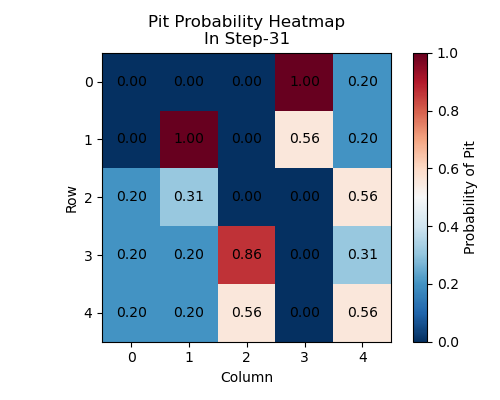 Pit Probability Heatmap
In Step-31
0 0.00 0.00 0.00 1.00 0.20
1 0.00 1.00 0.00 0.56 0.20
2 0.20 0.31 0.00 0.00 0.56
3 0.20 0.20 0.86 0.00 0.31
4 0.20 0.20 0.56 0.00 0.56
0 1 2 3 4
Column
Row
1.0
0.8
0.6
0.4
0.2
0.0
Probability of Pit